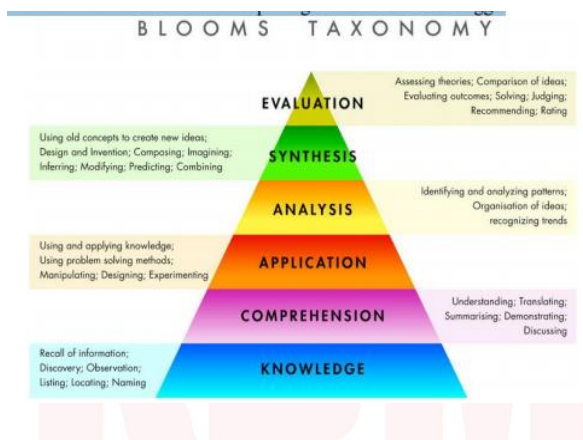 BLOOMS TAXONOMY
EVALUATION
Assessing theories; Comparison of ideas;
Evaluating outcomes; Solving; Judging;
Recommending; Rating
Using old concepts to create new ideas;
Design and Invention; Composing; Imagining;
Inferring; Modifying; Predicting; Combining
SYNTHESIS
ANALYSIS
Identifying and analyzing patterns;
Organisation of ideas;
recognizing trends
Using and applying knowledge;
Using problem solving methods;
Manipulating; Designing; Experimenting
APPLICATION
COMPREHENSION
Understanding; Translating;
Summarising; Demonstrating;
Discussing
Recall of information;
Discovery; Observation;
Listing; Locating; Naming
KNOWLEDGE